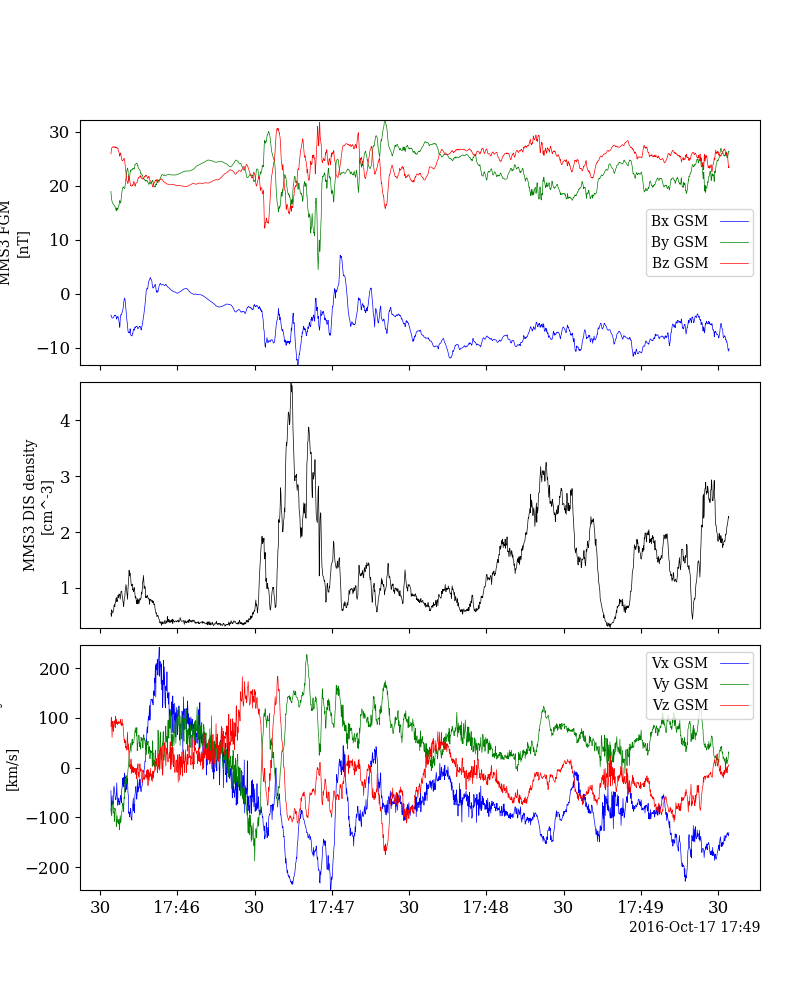 30
20
10
0
−10
MMS3 FGM
[nT]
Bx GSM
By GSM
Bz GSM
4
3
2
1
MMS3 DIS density
[cm^-3]
200
100
0
−100
−200
[km/s]
Vx GSM
Vy GSM
Vz GSM
30
17:46
30
17:47
30
17:48
30
17:49
30
2016-Oct-17 17:49